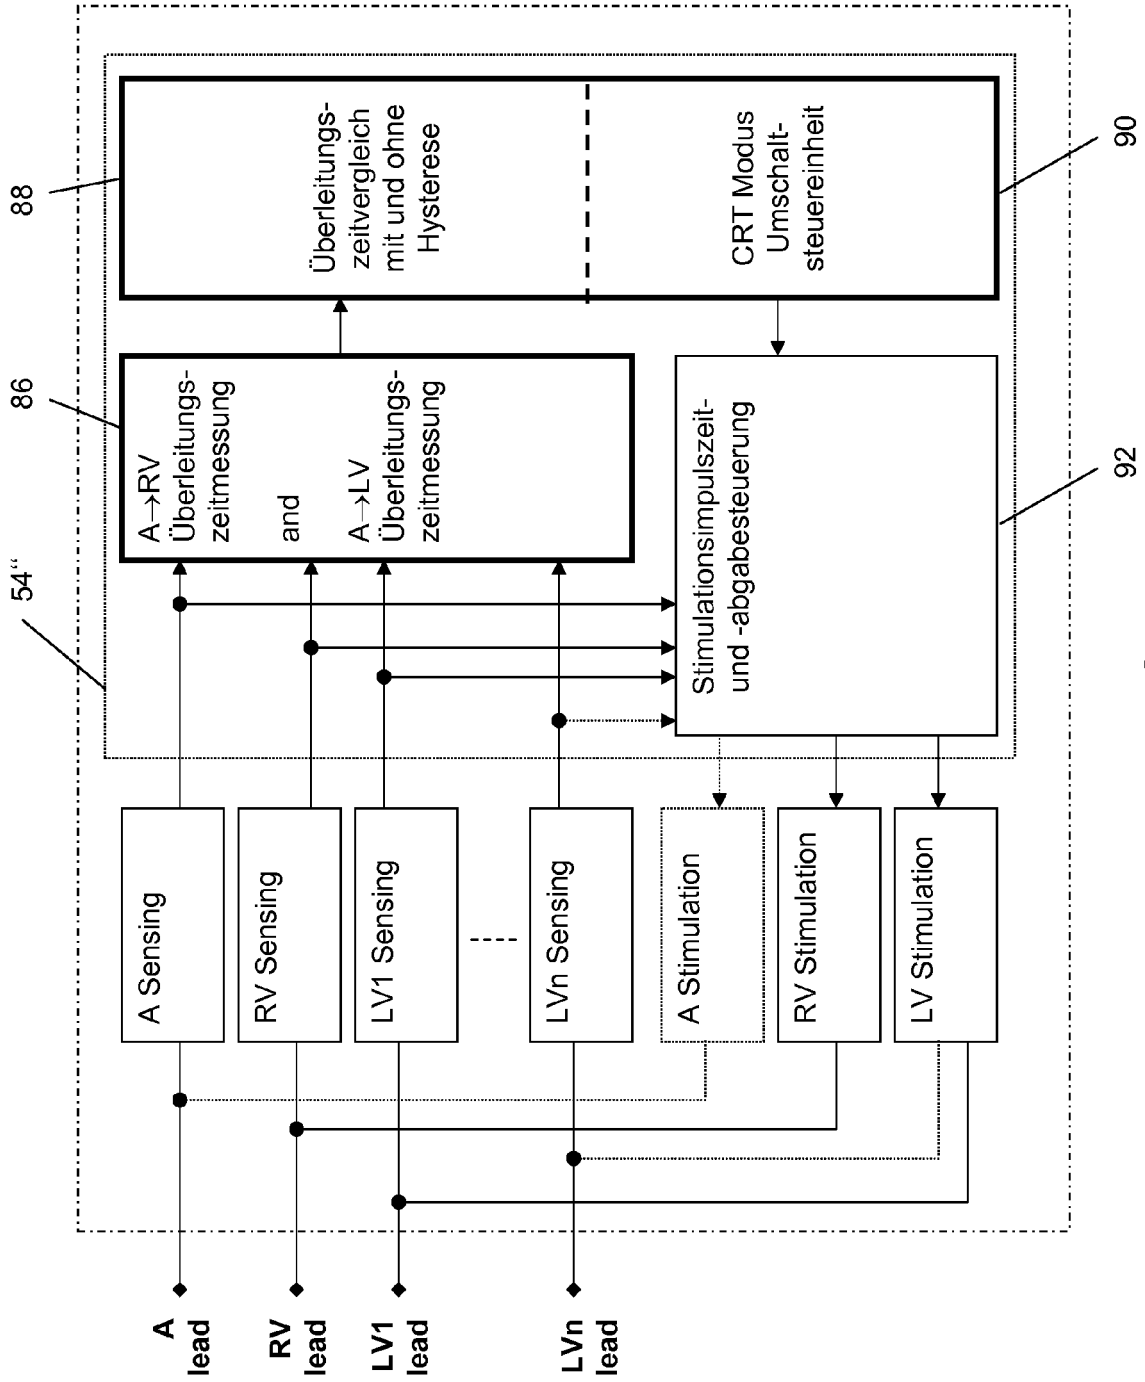 54“
86
88
A→RV
Überleitungs-
zeitmessung
and
A→LV
Überleitungs-
zeitmessung
Überleitungs-
zeitvergleich
mit und ohne
Hysterese
CRT Modus
Umschalt-
steuereinheit
Stimulationsimpulszeit-
und -abgabesteuerung
A Sensing
RV Sensing
LV1 Sensing
LVn Sensing
A Stimulation
RV Stimulation
LV Stimulation
A
lead
RV
lead
LV1
lead
LVn
lead
92
90